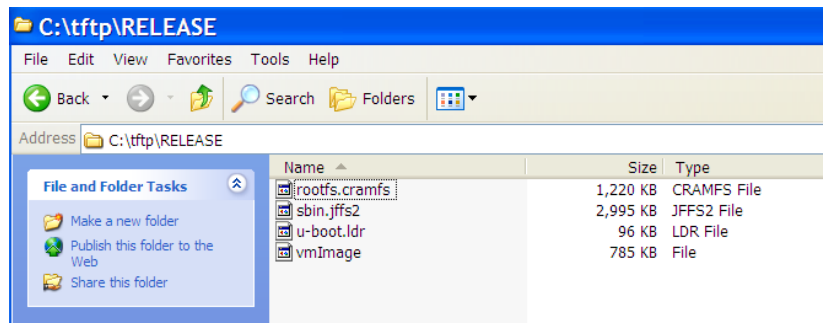 C:\tftp\RELEASE
File Edit View Favorites Tools Help
Back Search Folders
Address C:\tftp\RELEASE
Name Size Type
File and Folder Tasks
Make a new folder
Publish this folder to the
Web
Share this folder
rootfs.cramfs 1,220 KB CRAMFS File
sbin.jffs2 2,995 KB JFFS2 File
u-boot.ldr 96 KB LDR File
vmImage 785 KB File